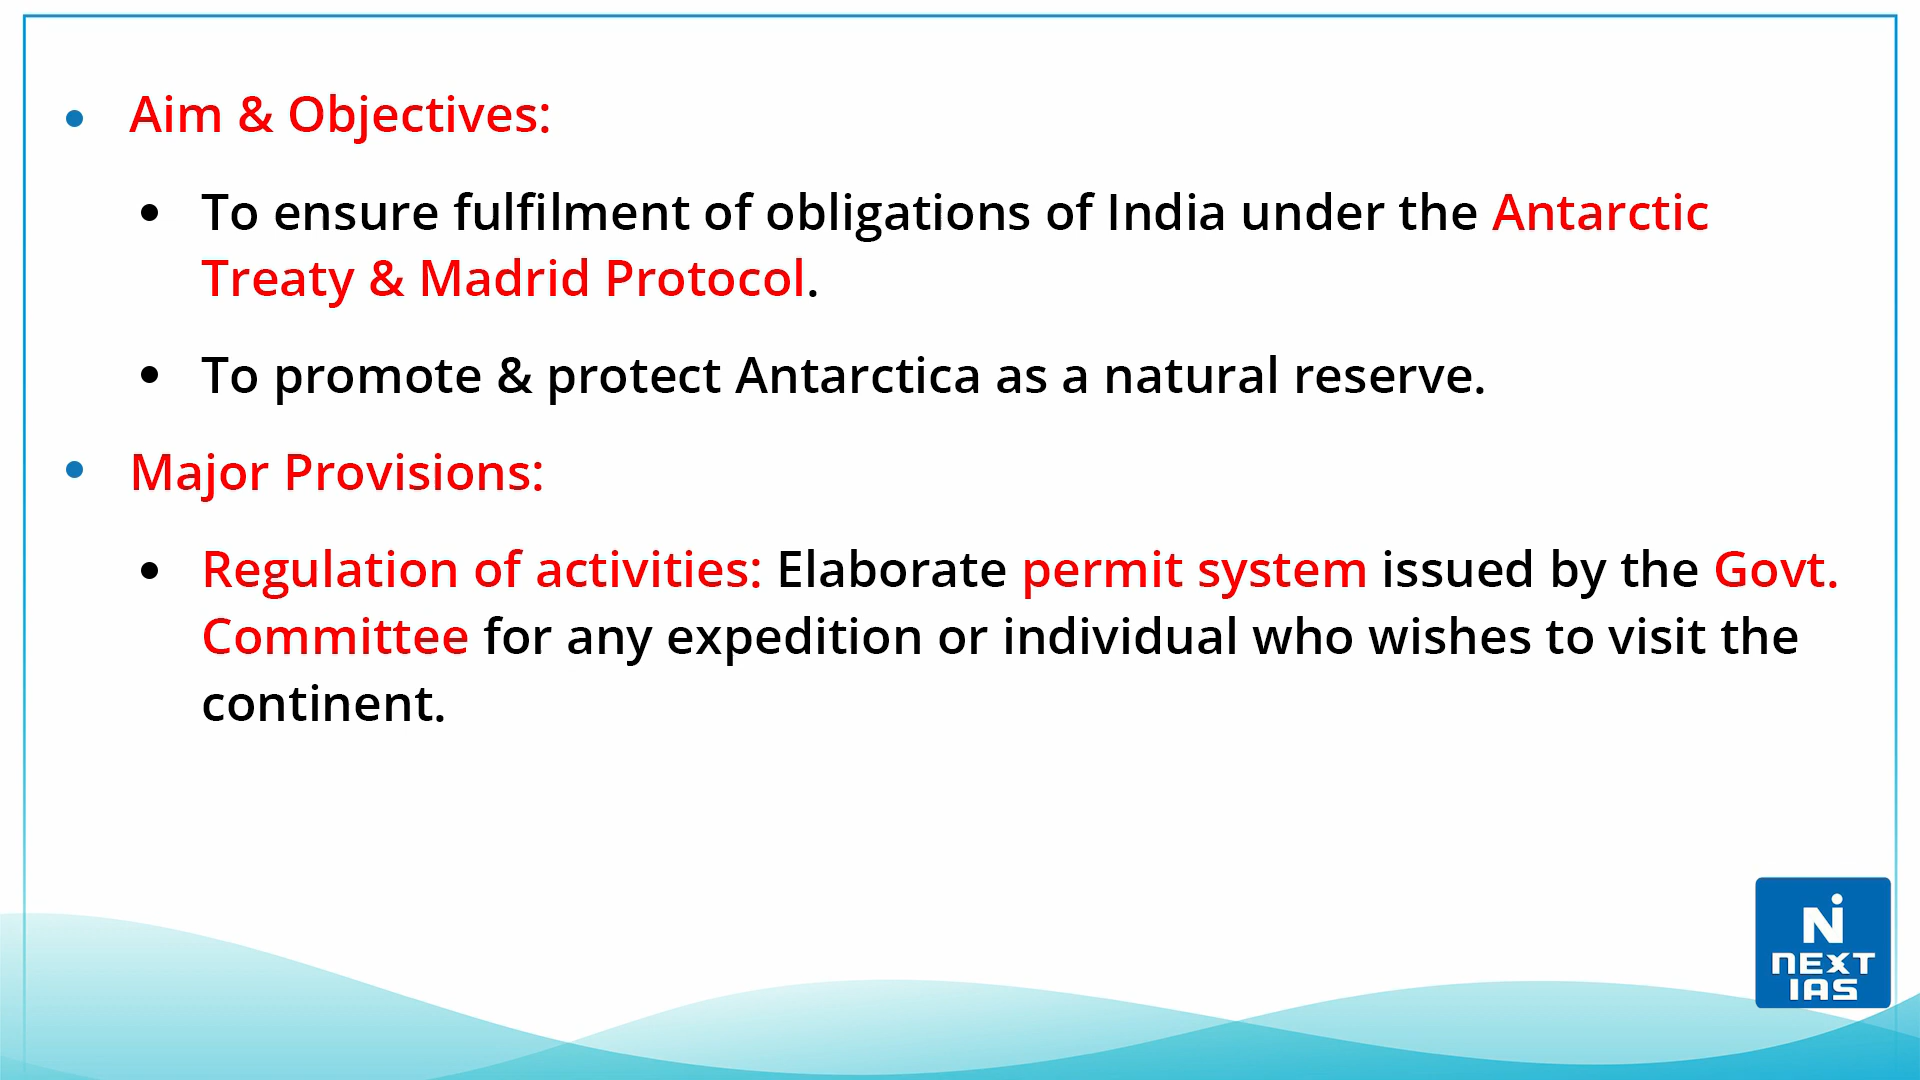 Aim & Objectives:
To ensure fulfilment of obligations of India under the Antarctic
Treaty & Madrid Protocol.
To promote & protect Antarctica as a natural reserve.
Major Provisions:
Regulation of activities: Elaborate permit system issued by the Govt.
Committee for any expedition or individual who wishes to visit the
continent.
N
NEXT
IAS